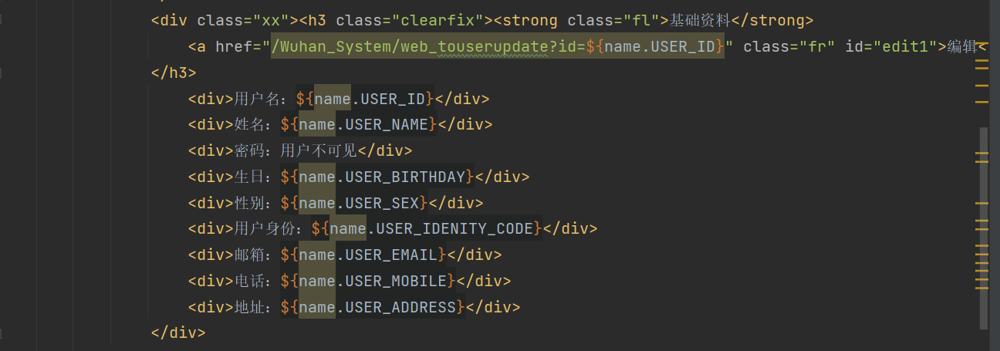 <div class="xx"><h3 class="clearfix"><strong class="fl">基础资料</strong>
<a href="/Wuhan_System/web_touserupdate?id=${name.USER_ID}" class="fr" id="edit1">编辑<
</h3>
<div>用户名：${name.USER_ID}</div>
<div>姓名：${name.USER_NAME}</div>
<div>密码：用户不可见</div>
<div>生日：${name.USER_BIRTHDAY}</div>
<div>性别：${name.USER_SEX}</div>
<div>用户身份：${name.USER_IDENITY_CODE}</div>
<div>邮箱：${name.USER_EMAIL}</div>
<div>电话：${name.USER_MOBILE}</div>
<div>地址：${name.USER_ADDRESS}</div>
</div>